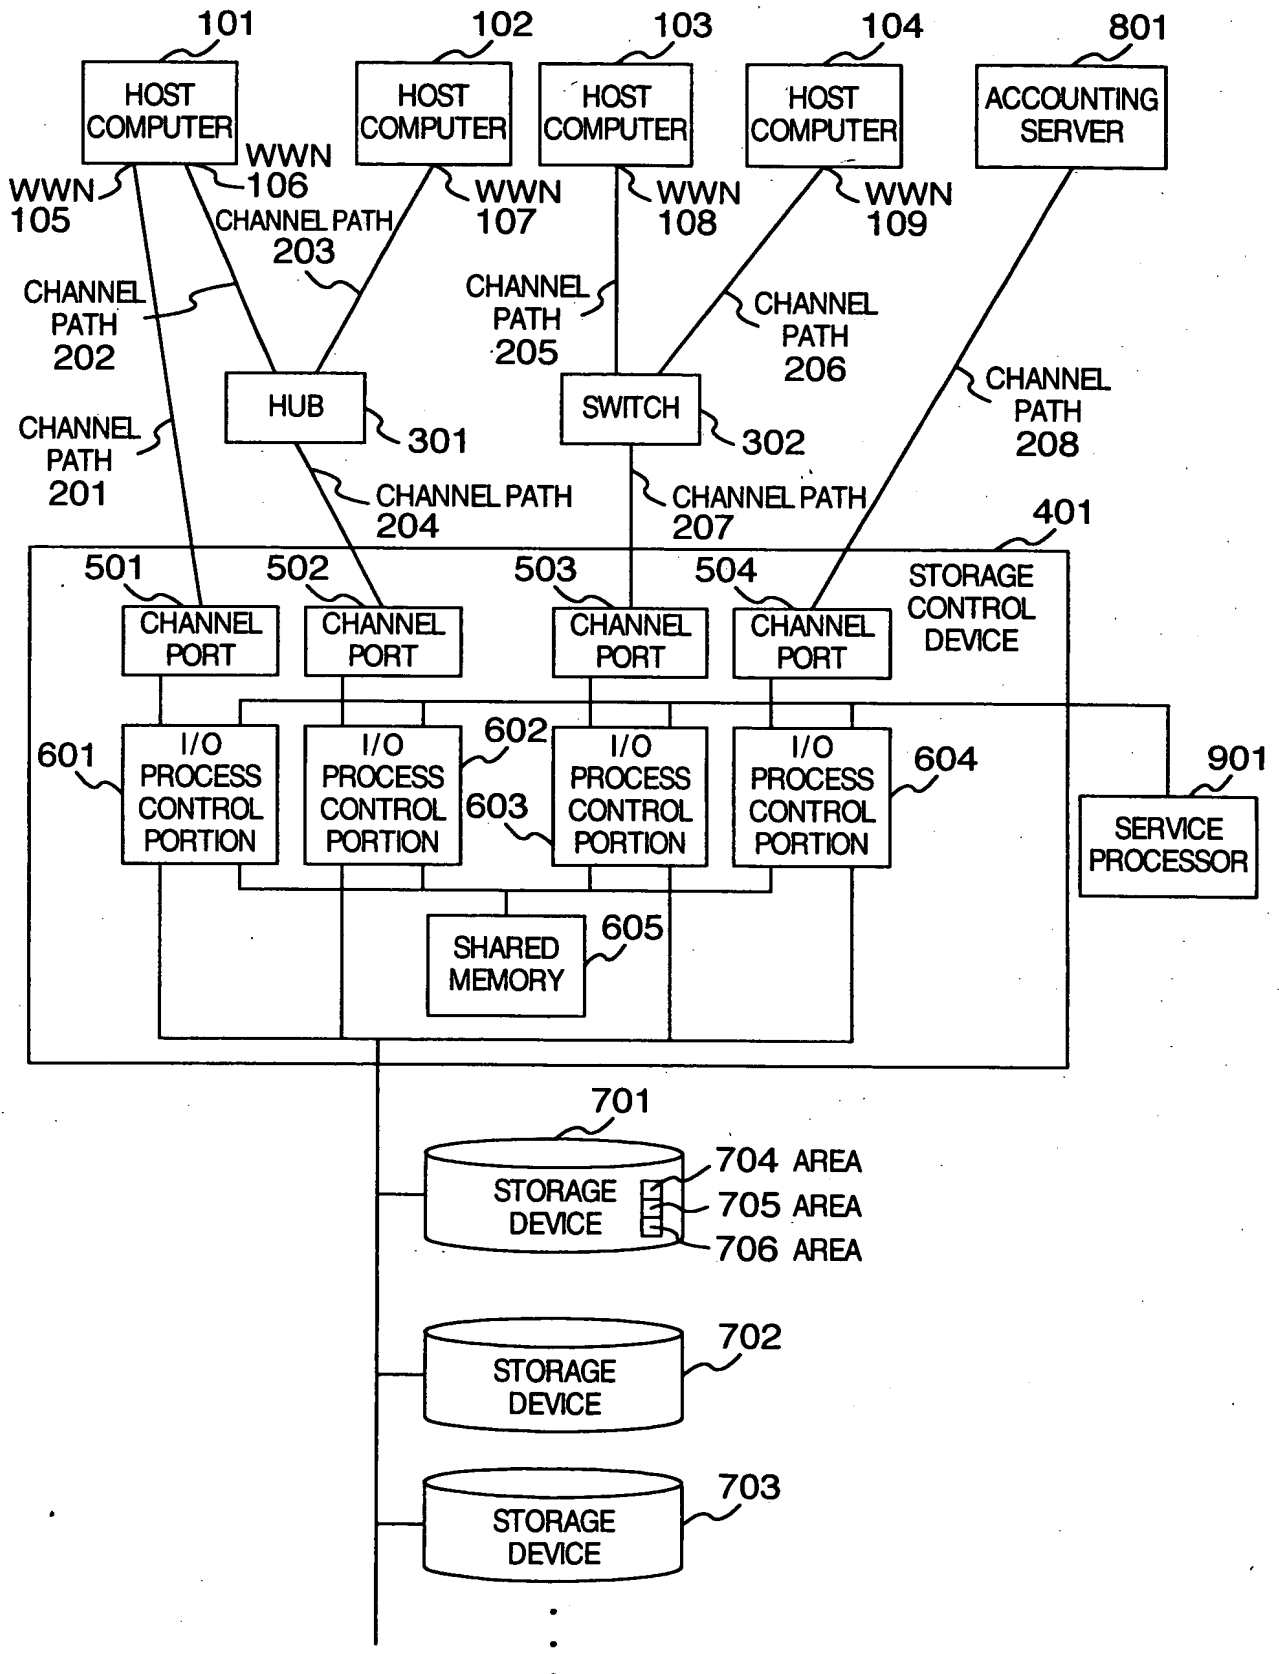 101
102
103
104
801
HOST
COMPUTER
HOST
COMPUTER
HOST
COMPUTER
HOST
COMPUTER
ACCOUNTING
SERVER
WWN
105
WWN
106
WWN
107
WWN
108
WWN
109
CHANNEL PATH
203
CHANNEL
PATH
202
CHANNEL
PATH
205
CHANNEL
PATH
206
CHANNEL
PATH
208
HUB
301
SWITCH
302
CHANNEL
PATH
201
CHANNEL PATH
204
CHANNEL PATH
207
401
STORAGE
CONTROL
DEVICE
501
502
503
504
CHANNEL
PORT
CHANNEL
PORT
CHANNEL
PORT
CHANNEL
PORT
601
I/O
PROCESS
CONTROL
PORTION
602
I/O
PROCESS
CONTROL
PORTION
603
I/O
PROCESS
CONTROL
PORTION
604
I/O
PROCESS
CONTROL
PORTION
901
SERVICE
PROCESSOR
605
SHARED
MEMORY
701
STORAGE
DEVICE
704 AREA
705 AREA
706 AREA
702
STORAGE
DEVICE
703
STORAGE
DEVICE